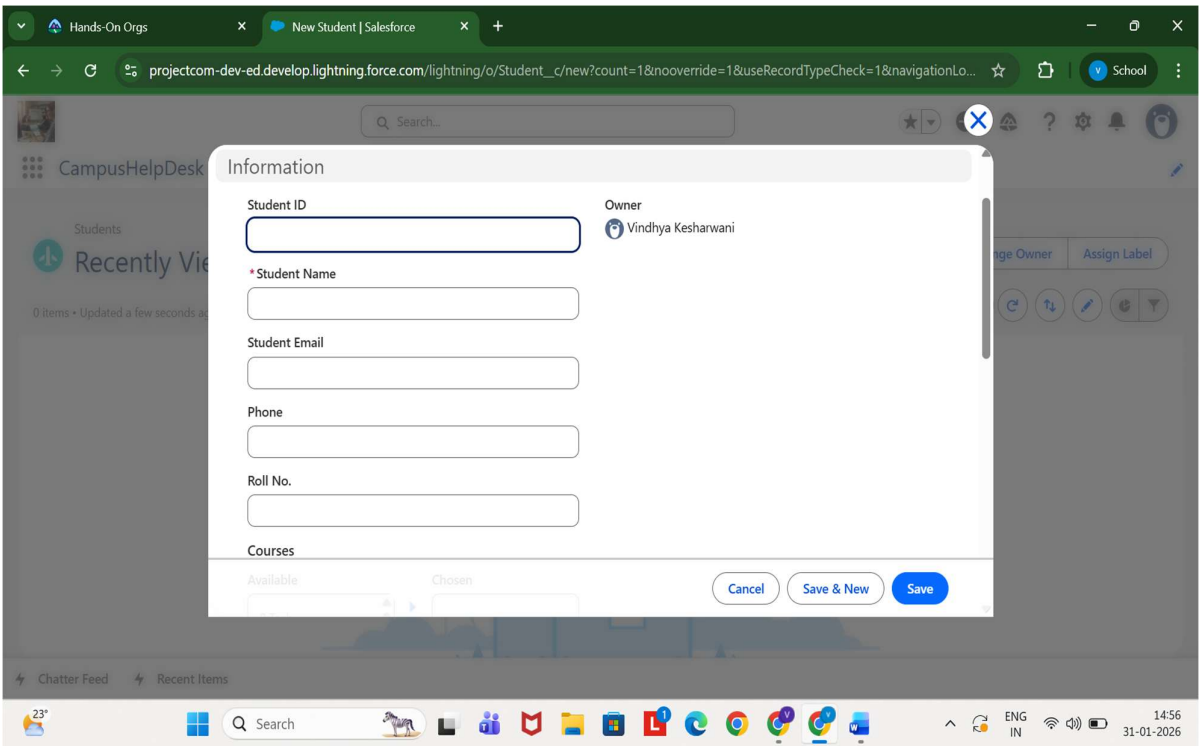 Hands-On Orgs
New Student | Salesforce
projectcom-dev-ed.develop.lightning.force.com/lightning/o/Student__c/new?count=1&nooverride=1&useRecordTypeCheck=1&navigationLo...
V School
Search...
CampusHelpDesk
Information
Student ID
Owner
Vindhya Kesharwani
Students
Recently Vie
nge Owner
Assign Label
*Student Name
0 items • Updated a few seconds ag
Student Email
Phone
Roll No.
Courses
Available
Chosen
Cancel
Save & New
Save
Chatter Feed
Recent Items
23°
Search
1
V
V
ENG
IN
14:56
31-01-2026